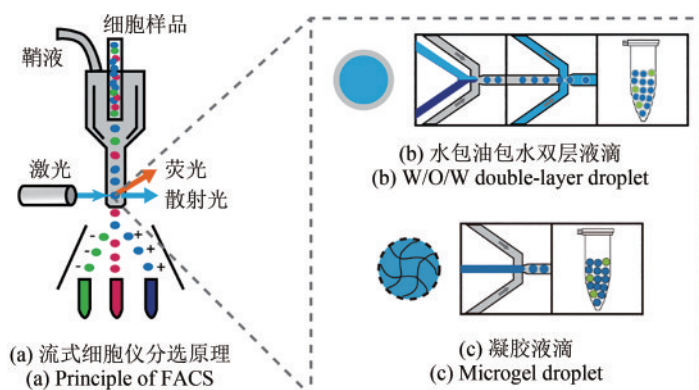 细胞样品
鞘液
激光
荧光
散射光
- - - + + +
(a) 流式细胞仪分选原理
(a) Principle of FACS
(b) 水包油包水双层液滴
(b) W/O/W double-layer droplet
(c) 凝胶液滴
(c) Microgel droplet